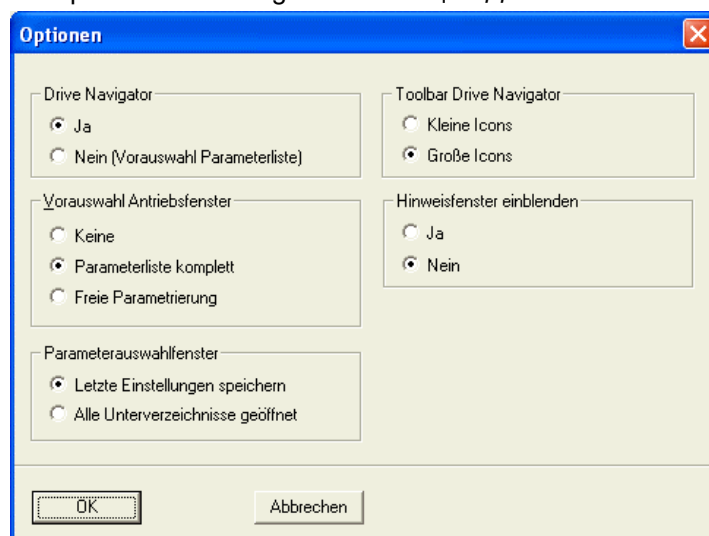 Optionen
Drive Navigator
Ja
Nein (Vorauswahl Parameterliste)
Vorauswahl Antriebsfenster
Keine
Parameterliste komplett
Freie Parametrierung
Parameterauswahlfenster
Letzte Einstellungen speichern
Alle Unterverzeichnisse geöffnet
Toolbar Drive Navigator
Kleine Icons
Große Icons
Hinweisfenster einblenden
Ja
Nein
OK
Abbrechen